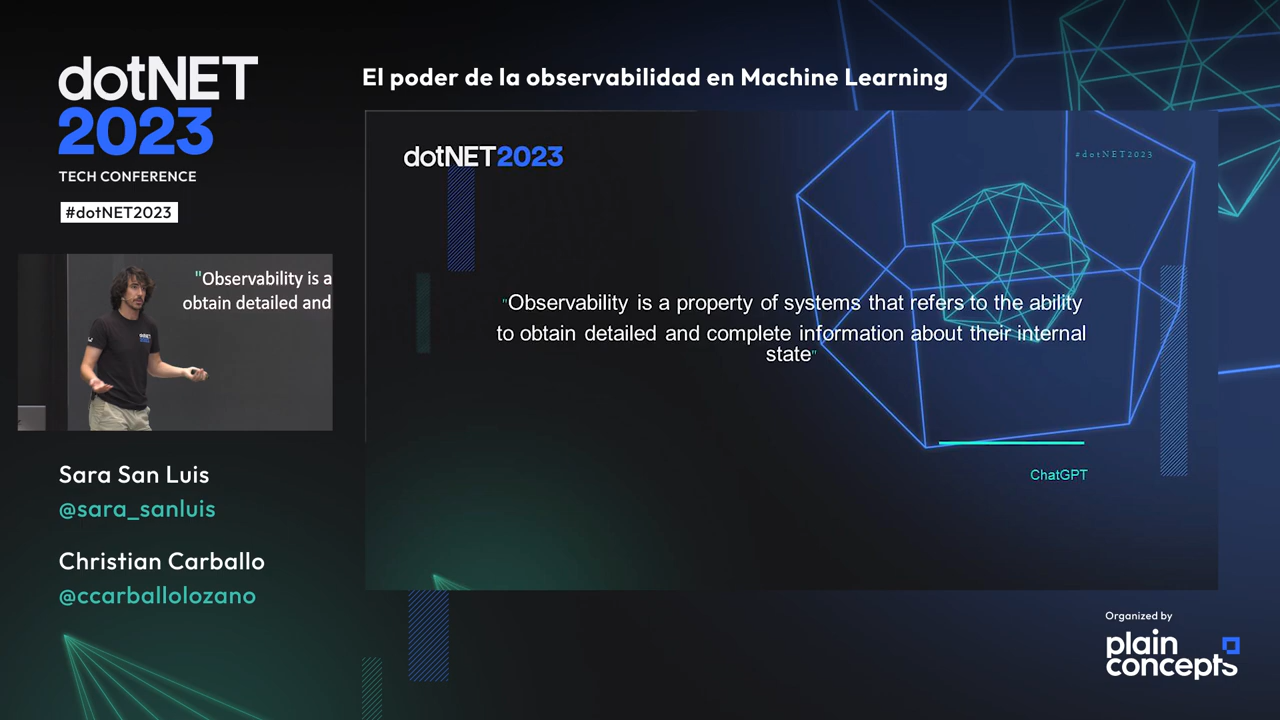 dotNET
2023
TECH CONFERENCE
#dotNET2023
El poder de la observabilidad en Machine Learning
dotNET2023
#dotNET2023
"Observability is a property of systems that refers to the ability
to obtain detailed and complete information about their internal
state"
ChatGPT
"Observability is a
obtain detailed and
Sara San Luis
@sara_sanluis
Christian Carballo
@ccarballolozano
Organized by
plain
concepts